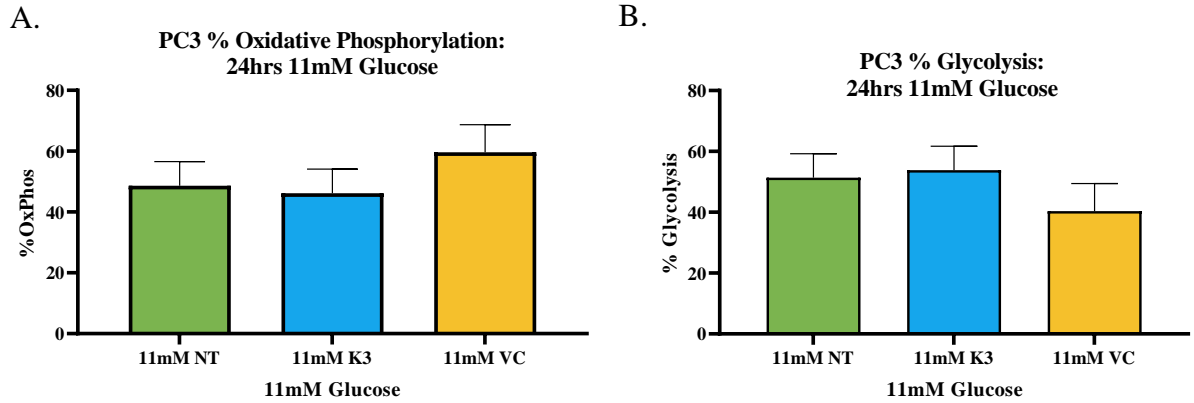 A.
PC3 % Oxidative Phosphorylation:
24hrs 11mM Glucose
80
60
40
20
0
%OxPhos
11mM NT
11mM K3
11mM VC
11mM Glucose
B.
PC3 % Glycolysis:
24hrs 11mM Glucose
80
60
40
20
0
% Glycolysis
11mM NT
11mM K3
11mM VC
11mM Glucose